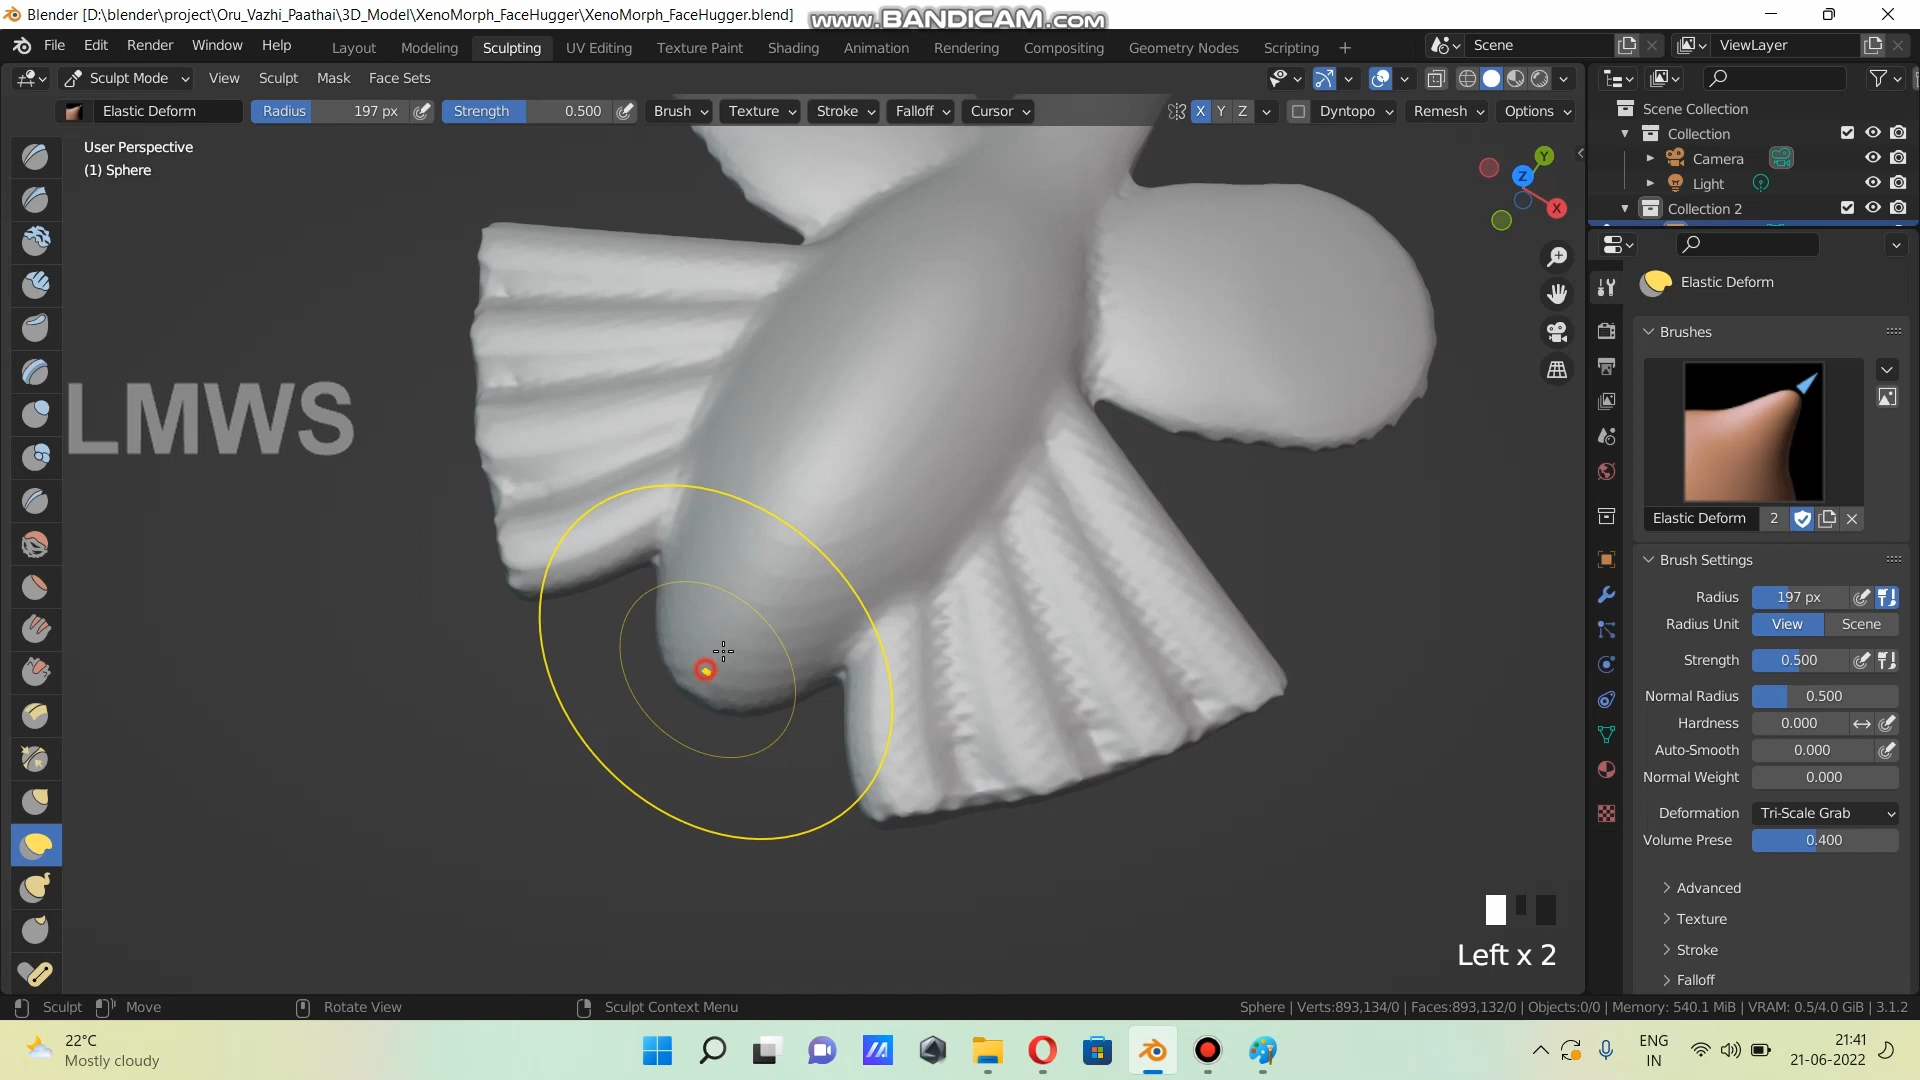 Blender [D:\blender\project\Oru_Vazhi_Paathai\3D_Model\XenoMorph_FaceHugger\XenoMorph_FaceHugger.blend]
www.BANDICAM.com
File Edit Render Window Help Layout Modeling Sculpting UV Editing Texture Paint Shading Animation Rendering Compositing Geometry Nodes Scripting + Scene ViewLayer
Sculpt Mode View Sculpt Mask Face Sets
Elastic Deform Radius 197 px Strength 0.500 Brush Texture Stroke Falloff Cursor X Y Z Dyntopo Remesh Options
Scene Collection
Collection
Camera
Light
Collection 2
User Perspective
(1) Sphere
Y
Z
X
LMWS
Elastic Deform
Brushes
Elastic Deform 2
Brush Settings
Radius 197 px
Radius Unit View Scene
Strength 0.500
Normal Radius 0.500
Hardness 0.000
Auto-Smooth 0.000
Normal Weight 0.000
Deformation Tri-Scale Grab
Volume Prese 0.400
Advanced
Texture
Stroke
Falloff
Left x 2
Sculpt Move Rotate View Sculpt Context Menu Sphere | Verts:893,134/0 | Faces:893,132/0 | Objects:0/0 | Memory: 540.1 MiB | VRAM: 0.5/4.0 GiB | 3.1.2
22°C
Mostly cloudy
ENG
IN
21:41
21-06-2022